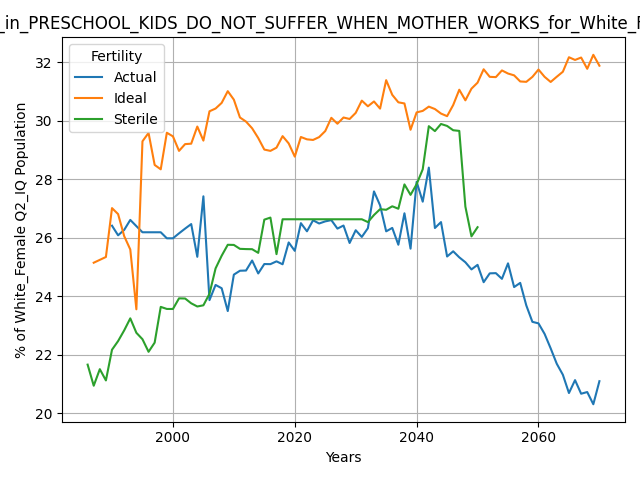 _in_PRESCHOOL_KIDS_DO_NOT_SUFFER_WHEN_MOTHER_WORKS_for_White_F
Fertility
Actual
Ideal
Sterile
% of White_Female Q2_IQ Population
32
30
28
26
24
22
20
2000
2020
2040
2060
Years